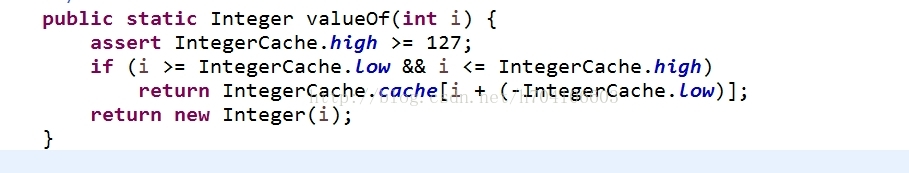 public static Integer valueOf(int i) {
    assert IntegerCache.high >= 127;
    if (i >= IntegerCache.low && i <= IntegerCache.high)
        return IntegerCache.cache[i + (-IntegerCache.low)];
    return new Integer(i);
}